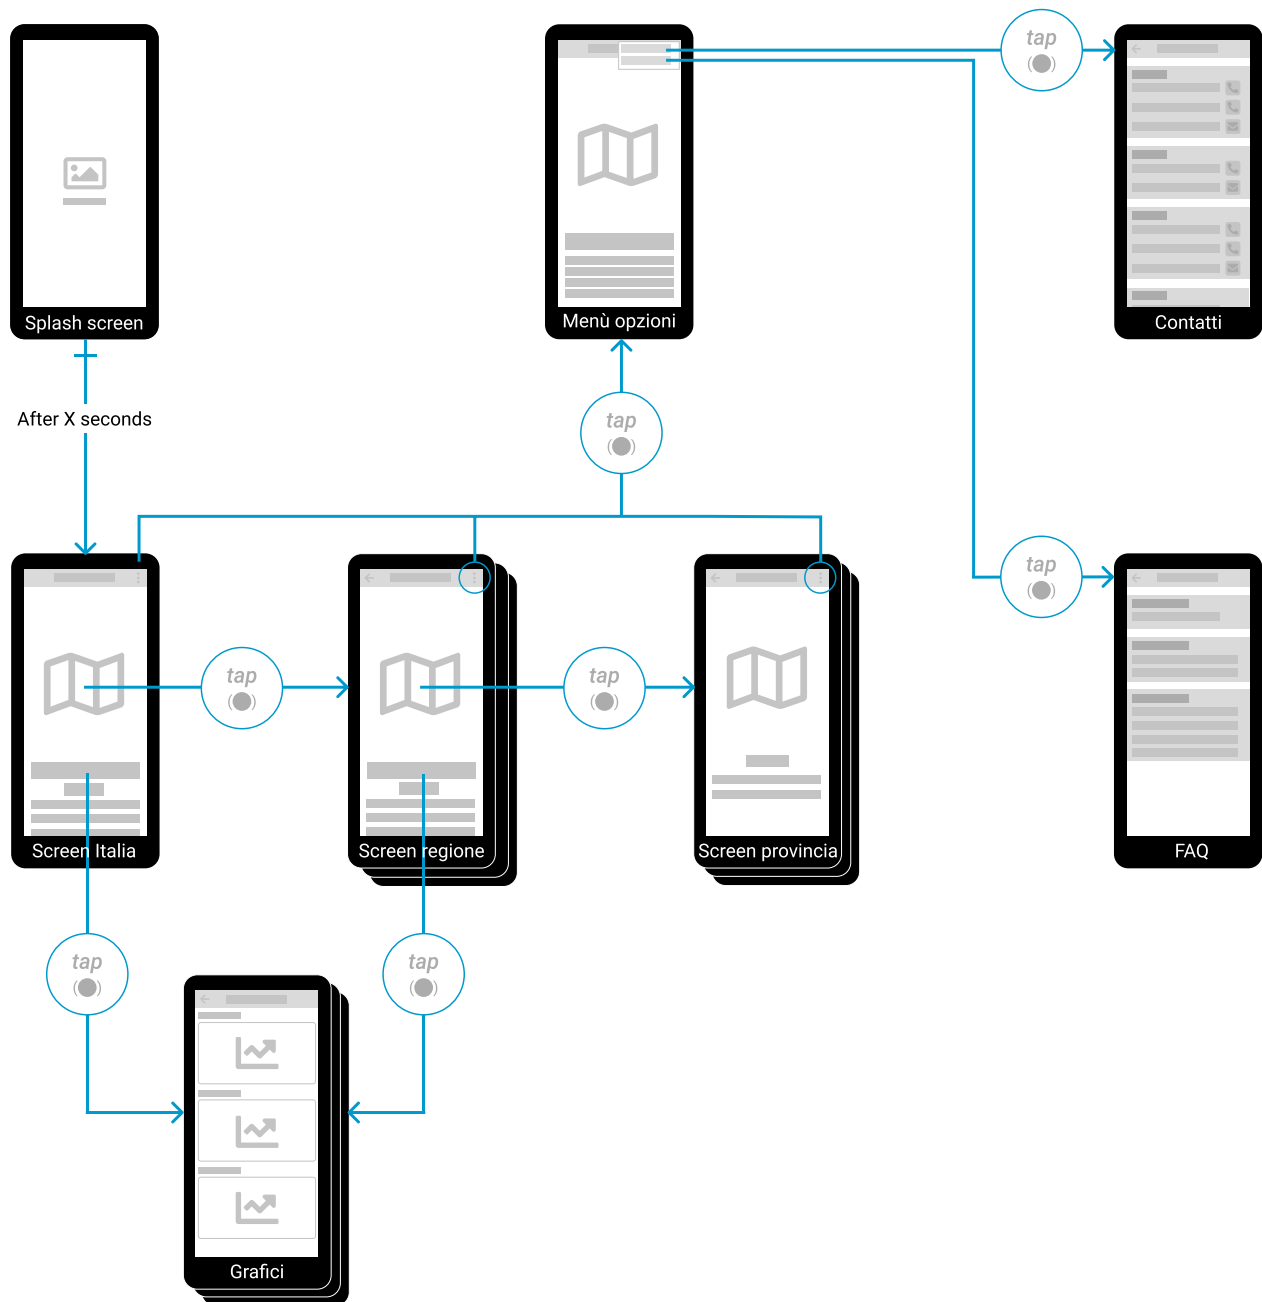 tap
Splash screen
Menù opzioni
Contatti
After X seconds
tap
tap
tap
tap
Screen Italia
Screen regione
Screen provincia
FAQ
tap
tap
Grafici